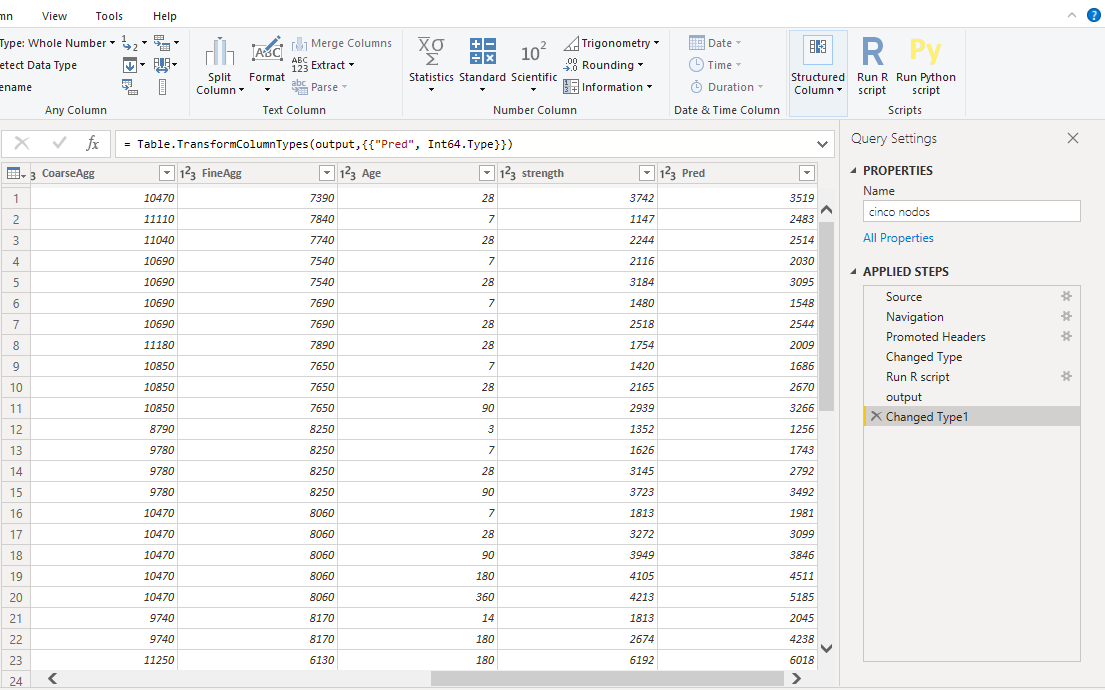 mn View Tools Help
Type: Whole Number
etect Data Type
ename
Any Column
Split Column
Format
Merge Columns
Extract
Parse
Text Column
Statistics
Standard
Scientific
Trigonometry
Rounding
Information
Number Column
Date
Time
Duration
Date & Time Column
Structured Column
Run R script
Run Python script
Scripts
= Table.TransformColumnTypes(output,{{"Pred", Int64.Type}})
3 CoarseAgg 1²3 FineAgg 1²3 Age 1²3 strength 1²3 Pred
1 10470 7390 28 3742 3519
2 11110 7840 7 1147 2483
3 11040 7740 28 2244 2514
4 10690 7540 7 2116 2030
5 10690 7540 28 3184 3095
6 10690 7690 7 1480 1548
7 10690 7690 28 2518 2544
8 11180 7890 28 1754 2009
9 10850 7650 7 1420 1686
10 10850 7650 28 2165 2670
11 10850 7650 90 2939 3266
12 8790 8250 3 1352 1256
13 9780 8250 7 1626 1743
14 9780 8250 28 3145 2792
15 9780 8250 90 3723 3492
16 10470 8060 7 1813 1981
17 10470 8060 28 3272 3099
18 10470 8060 90 3949 3846
19 10470 8060 180 4105 4511
20 10470 8060 360 4213 5185
21 9740 8170 14 1813 2045
22 9740 8170 180 2674 4238
23 11250 6130 180 6192 6018
24
Query Settings
PROPERTIES
Name
cinco nodos
All Properties
APPLIED STEPS
Source
Navigation
Promoted Headers
Changed Type
Run R script
output
Changed Type1